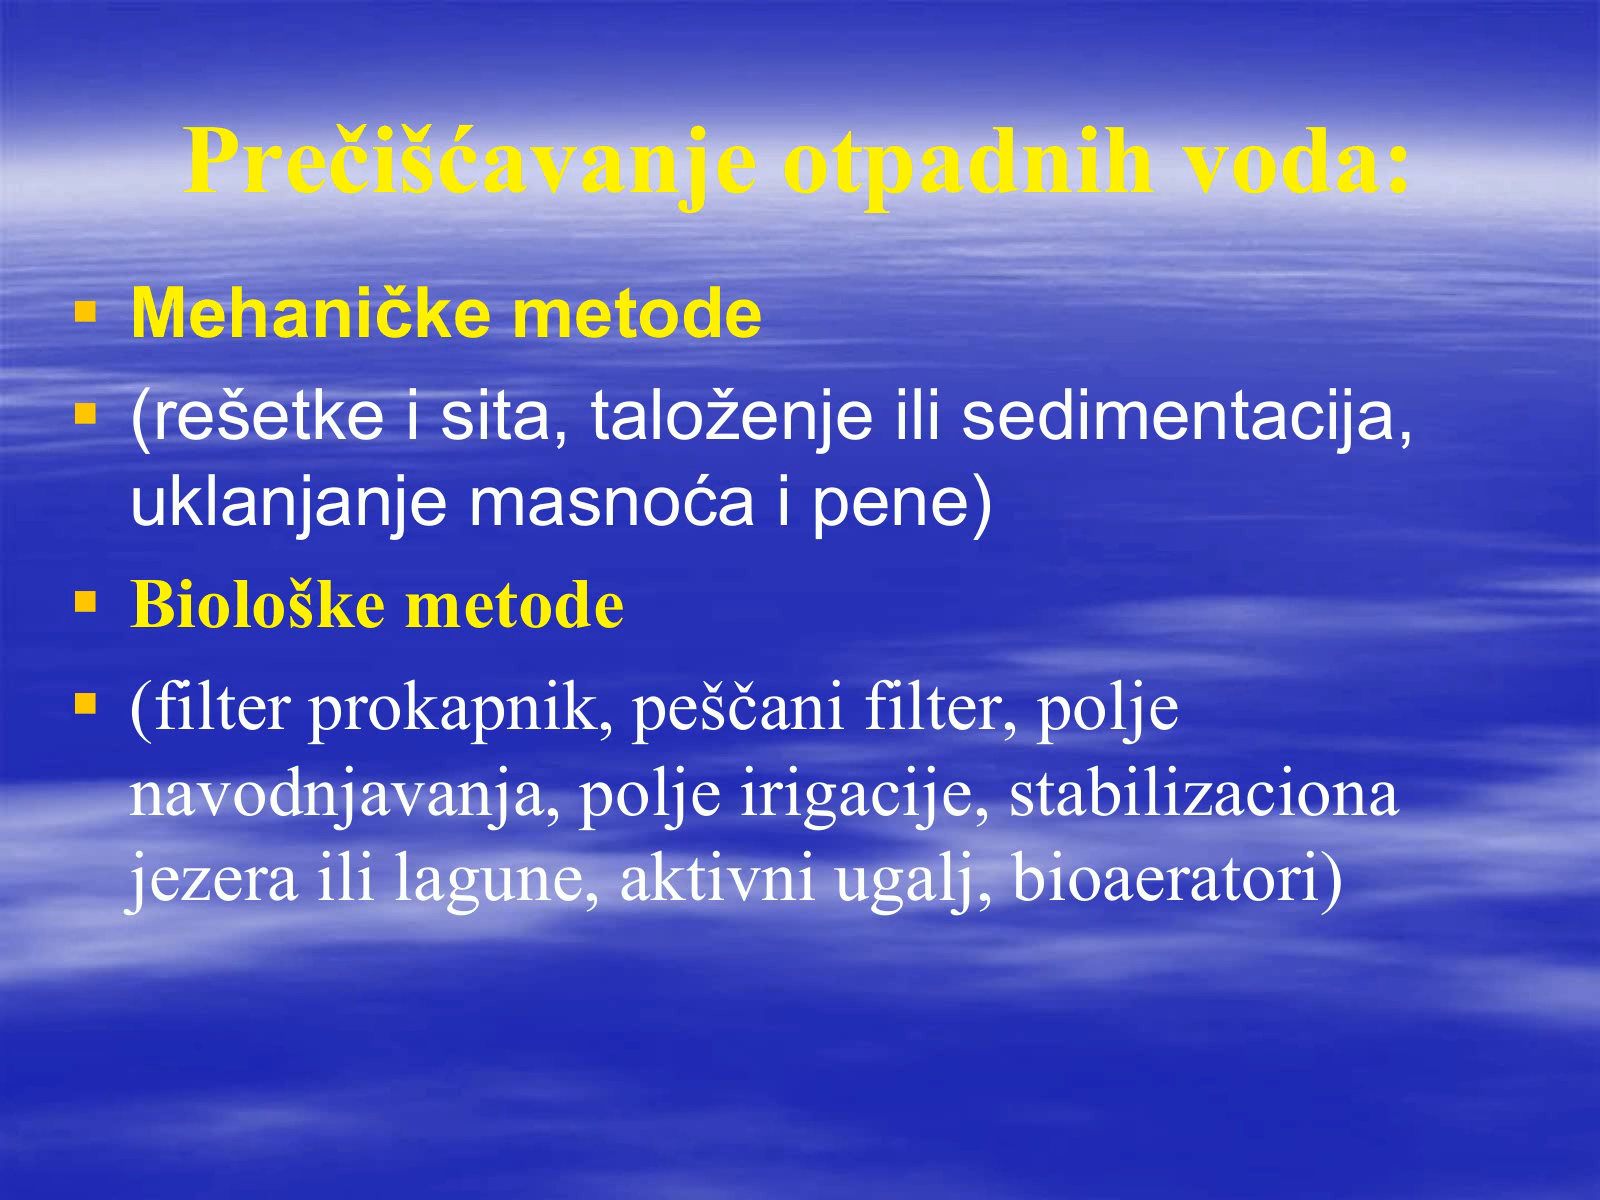 Prečišćavanje otpadnih voda:
Mehaničke metode
(rešetke i sita, taloženje ili sedimentacija,
uklanjanje masnoća i pene)
Biološke metode
(filter prokapnik, peščani filter, polje
navodnjavanja, polje irigacije, stabilizaciona
jezera ili lagune, aktivni ugalj, bioaeratori)